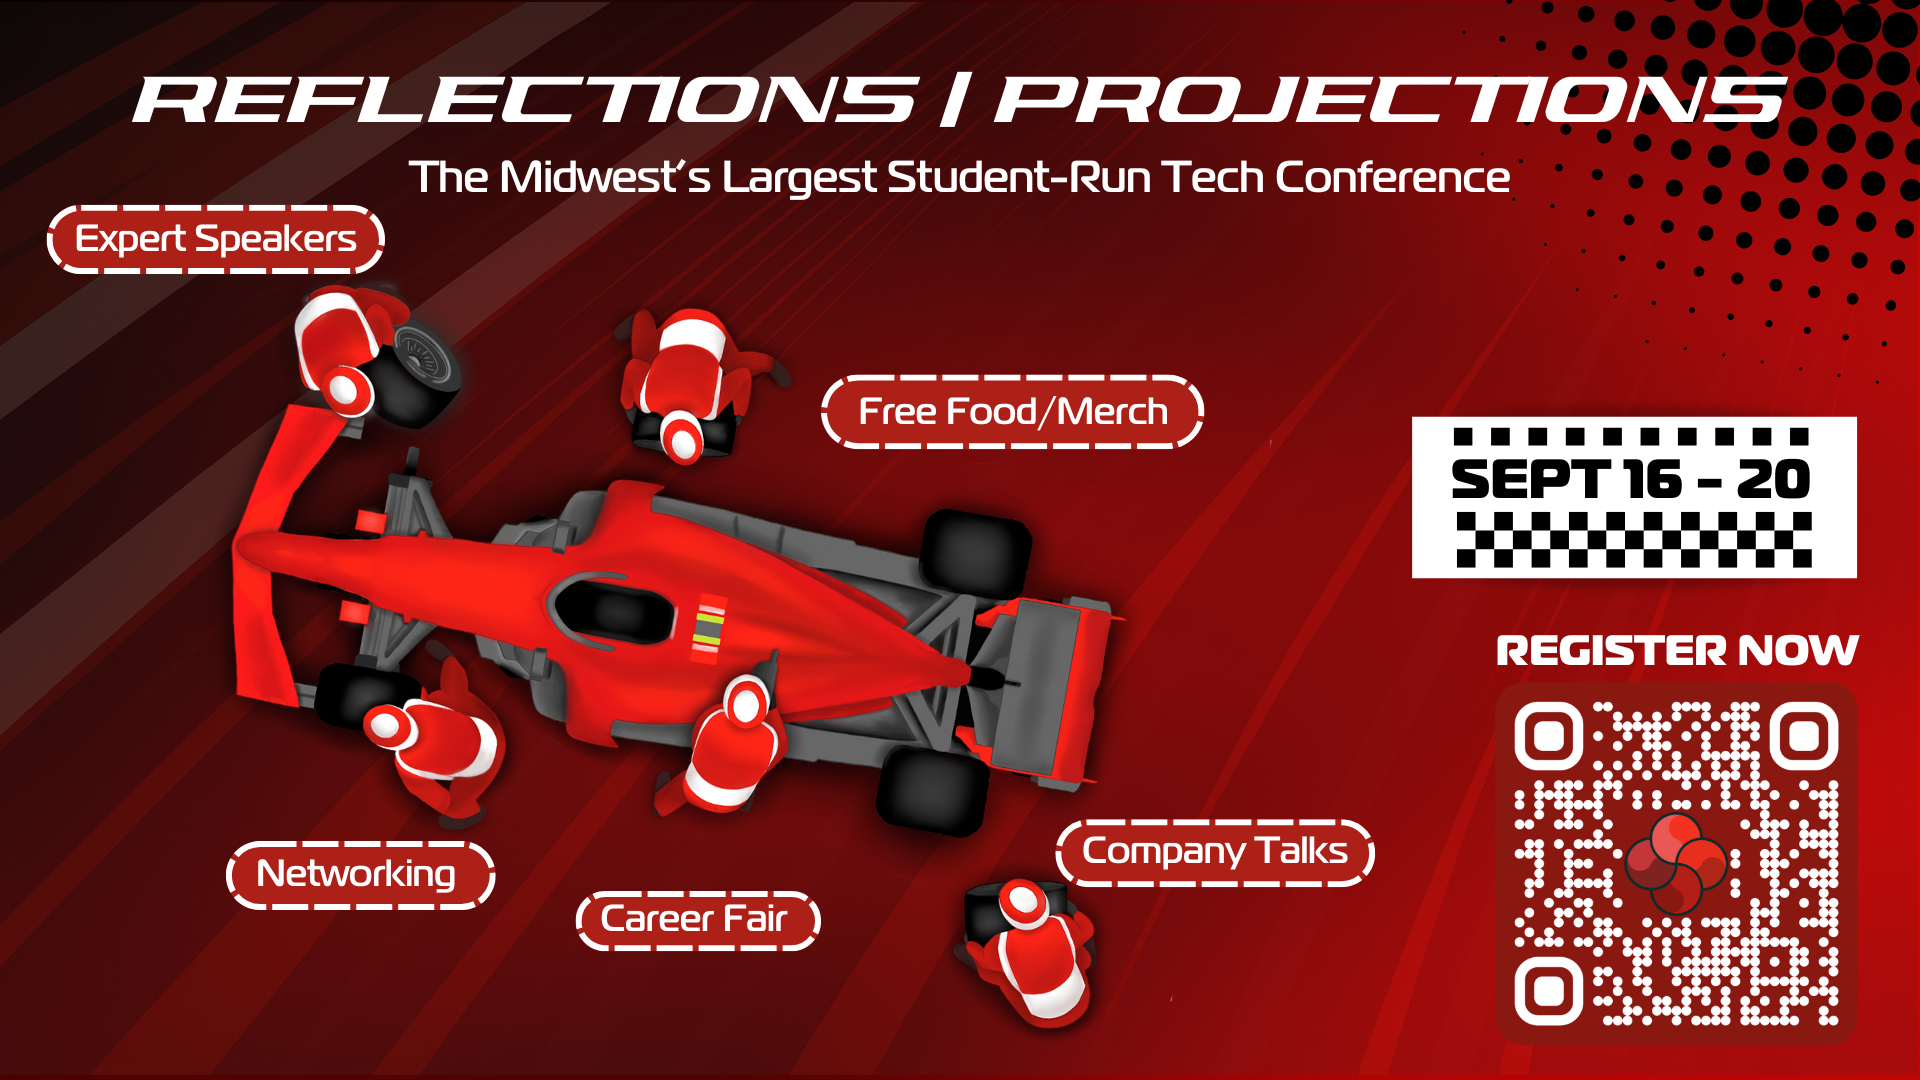 REFLECTIONS | PROJECTIONS
The Midwest's Largest Student-Run Tech Conference
Expert Speakers
Free Food/Merch
SEPT 16 - 20
REGISTER NOW
Networking
Career Fair
Company Talks